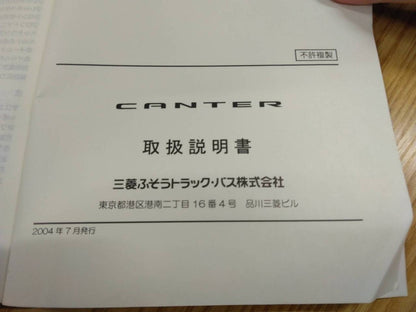 不許複製
CANTER
取扱説明書
三菱ふそうトラック・バス株式会社
東京都港区港南二丁目16番4号 品川三菱ビル
2004年7月発行